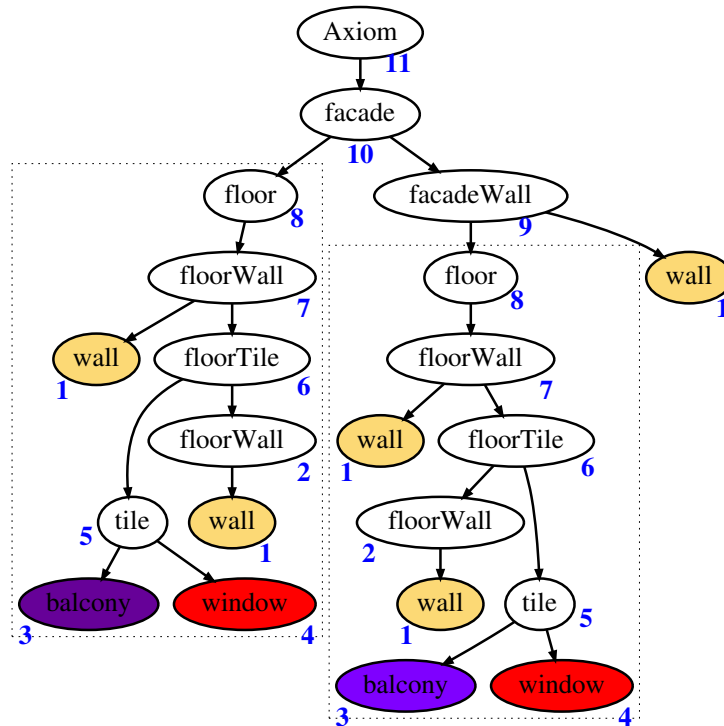 Axiom
11
facade
10
floor
8
facadeWall
9
floorWall
7
floor
8
wall
1
wall
1
floorTile
6
floorWall
7
floorWall
2
wall
1
floorTile
6
tile
5
wall
1
floorWall
2
balcony
3
window
4
wall
1
tile
5
balcony
3
window
4